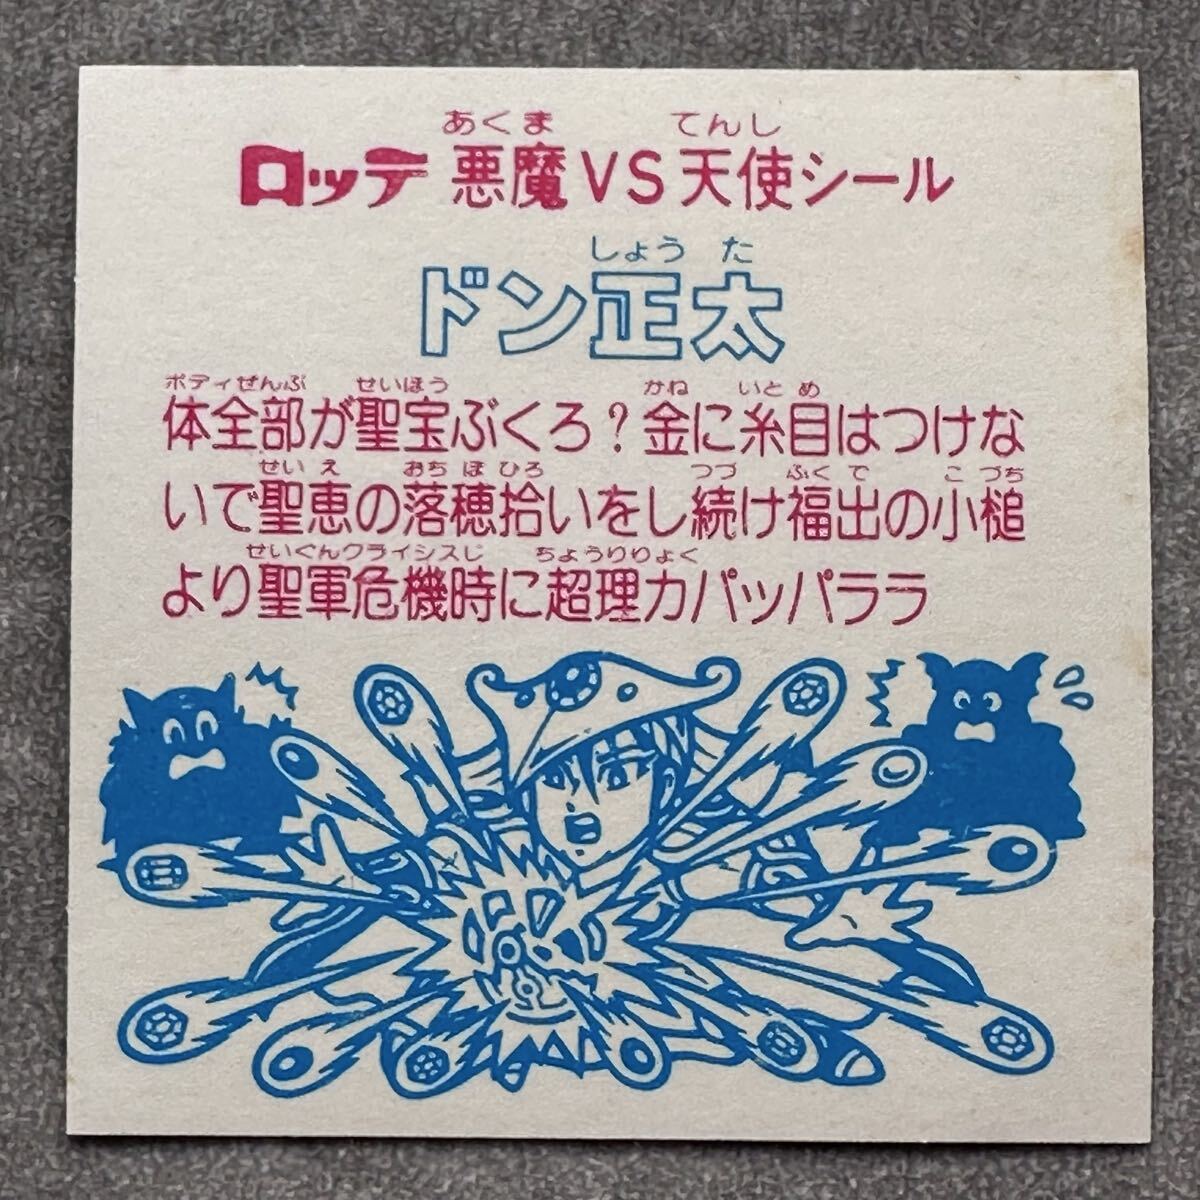 あくま てんし
ロッテ 悪魔VS天使シール
しょう た
ドン正太
ボディぜんぶ せいほう かね いと め
体全部が聖宝ぶくろ?金に糸目はつけな
せい え おち ぼ ひろ つづ ふく で こ づち
いで聖恵の落穂拾いをし続け福出の小槌
せいぐんクライシスじ ちょうりりょく
より聖軍危機時に超理力パッパララ